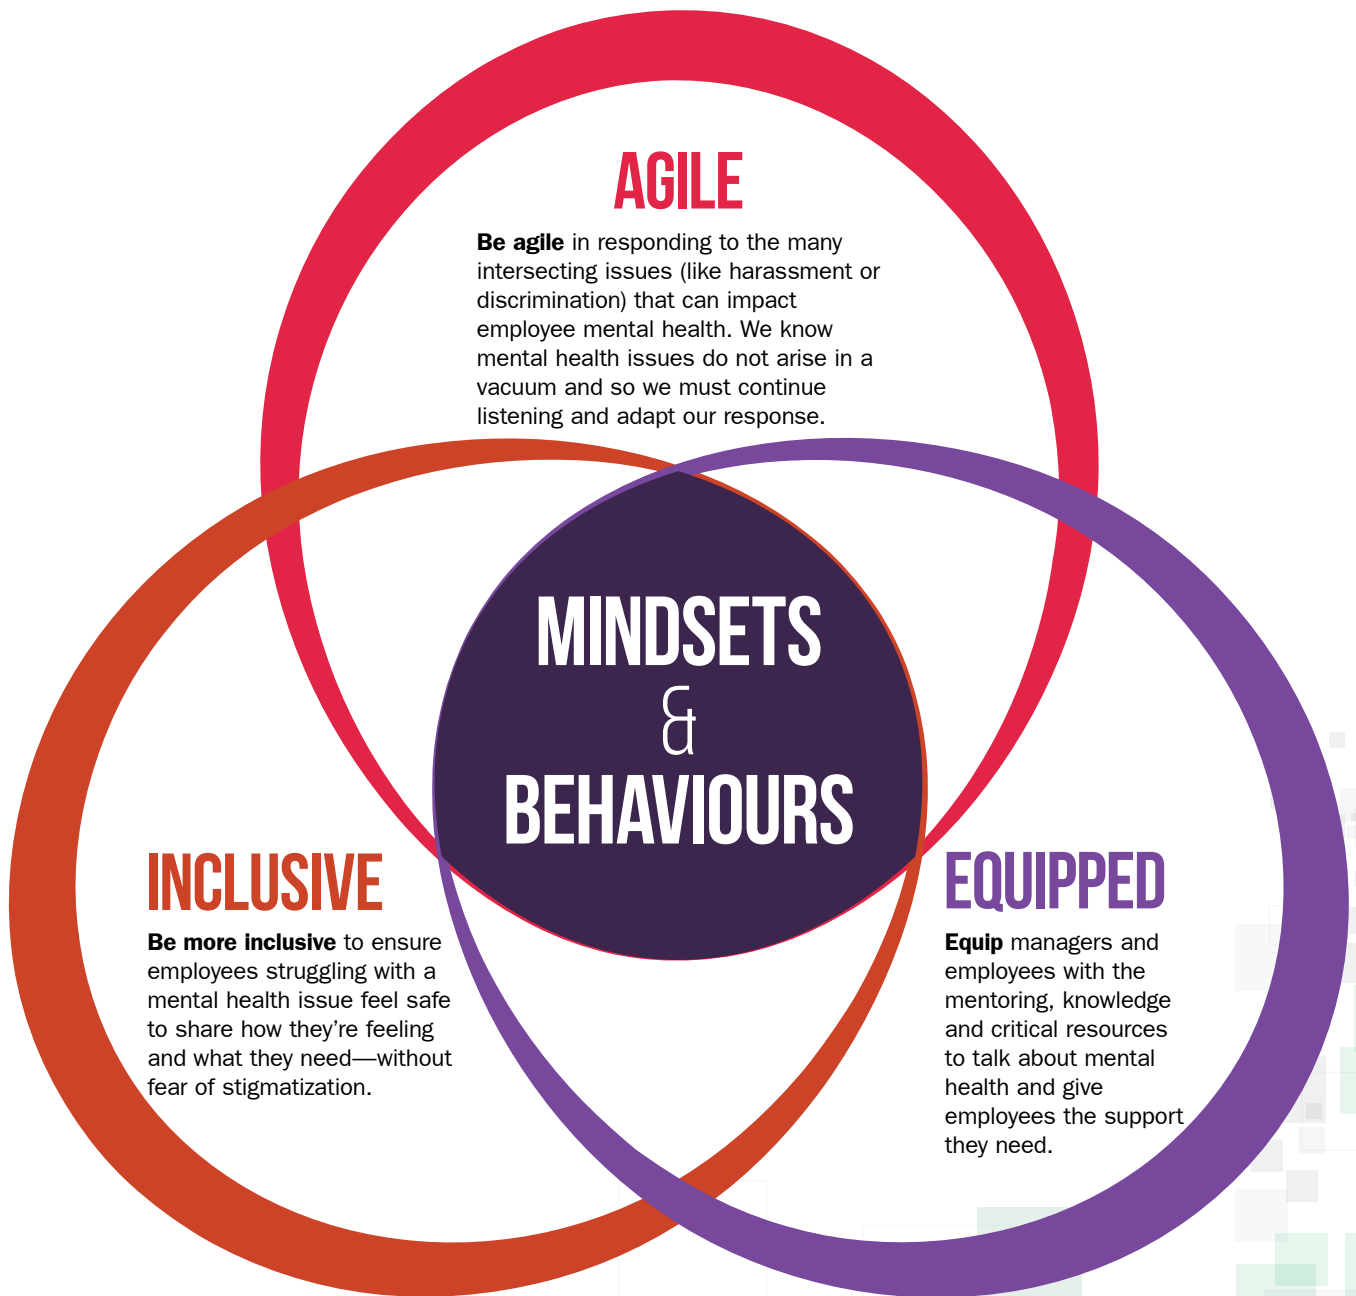 AGILE
Be agile in responding to the many
intersecting issues (like harassment or
discrimination) that can impact
employee mental health. We know
mental health issues do not arise in a
vacuum and so we must continue
listening and adapt our response.
MINDSETS
&
BEHAVIOURS
INCLUSIVE
Be more inclusive to ensure
employees struggling with a
mental health issue feel safe
to share how they’re feeling
and what they need—without
fear of stigmatization.
EQUIPPED
Equip managers and
employees with the
mentoring, knowledge
and critical resources
to talk about mental
health and give
employees the support
they need.